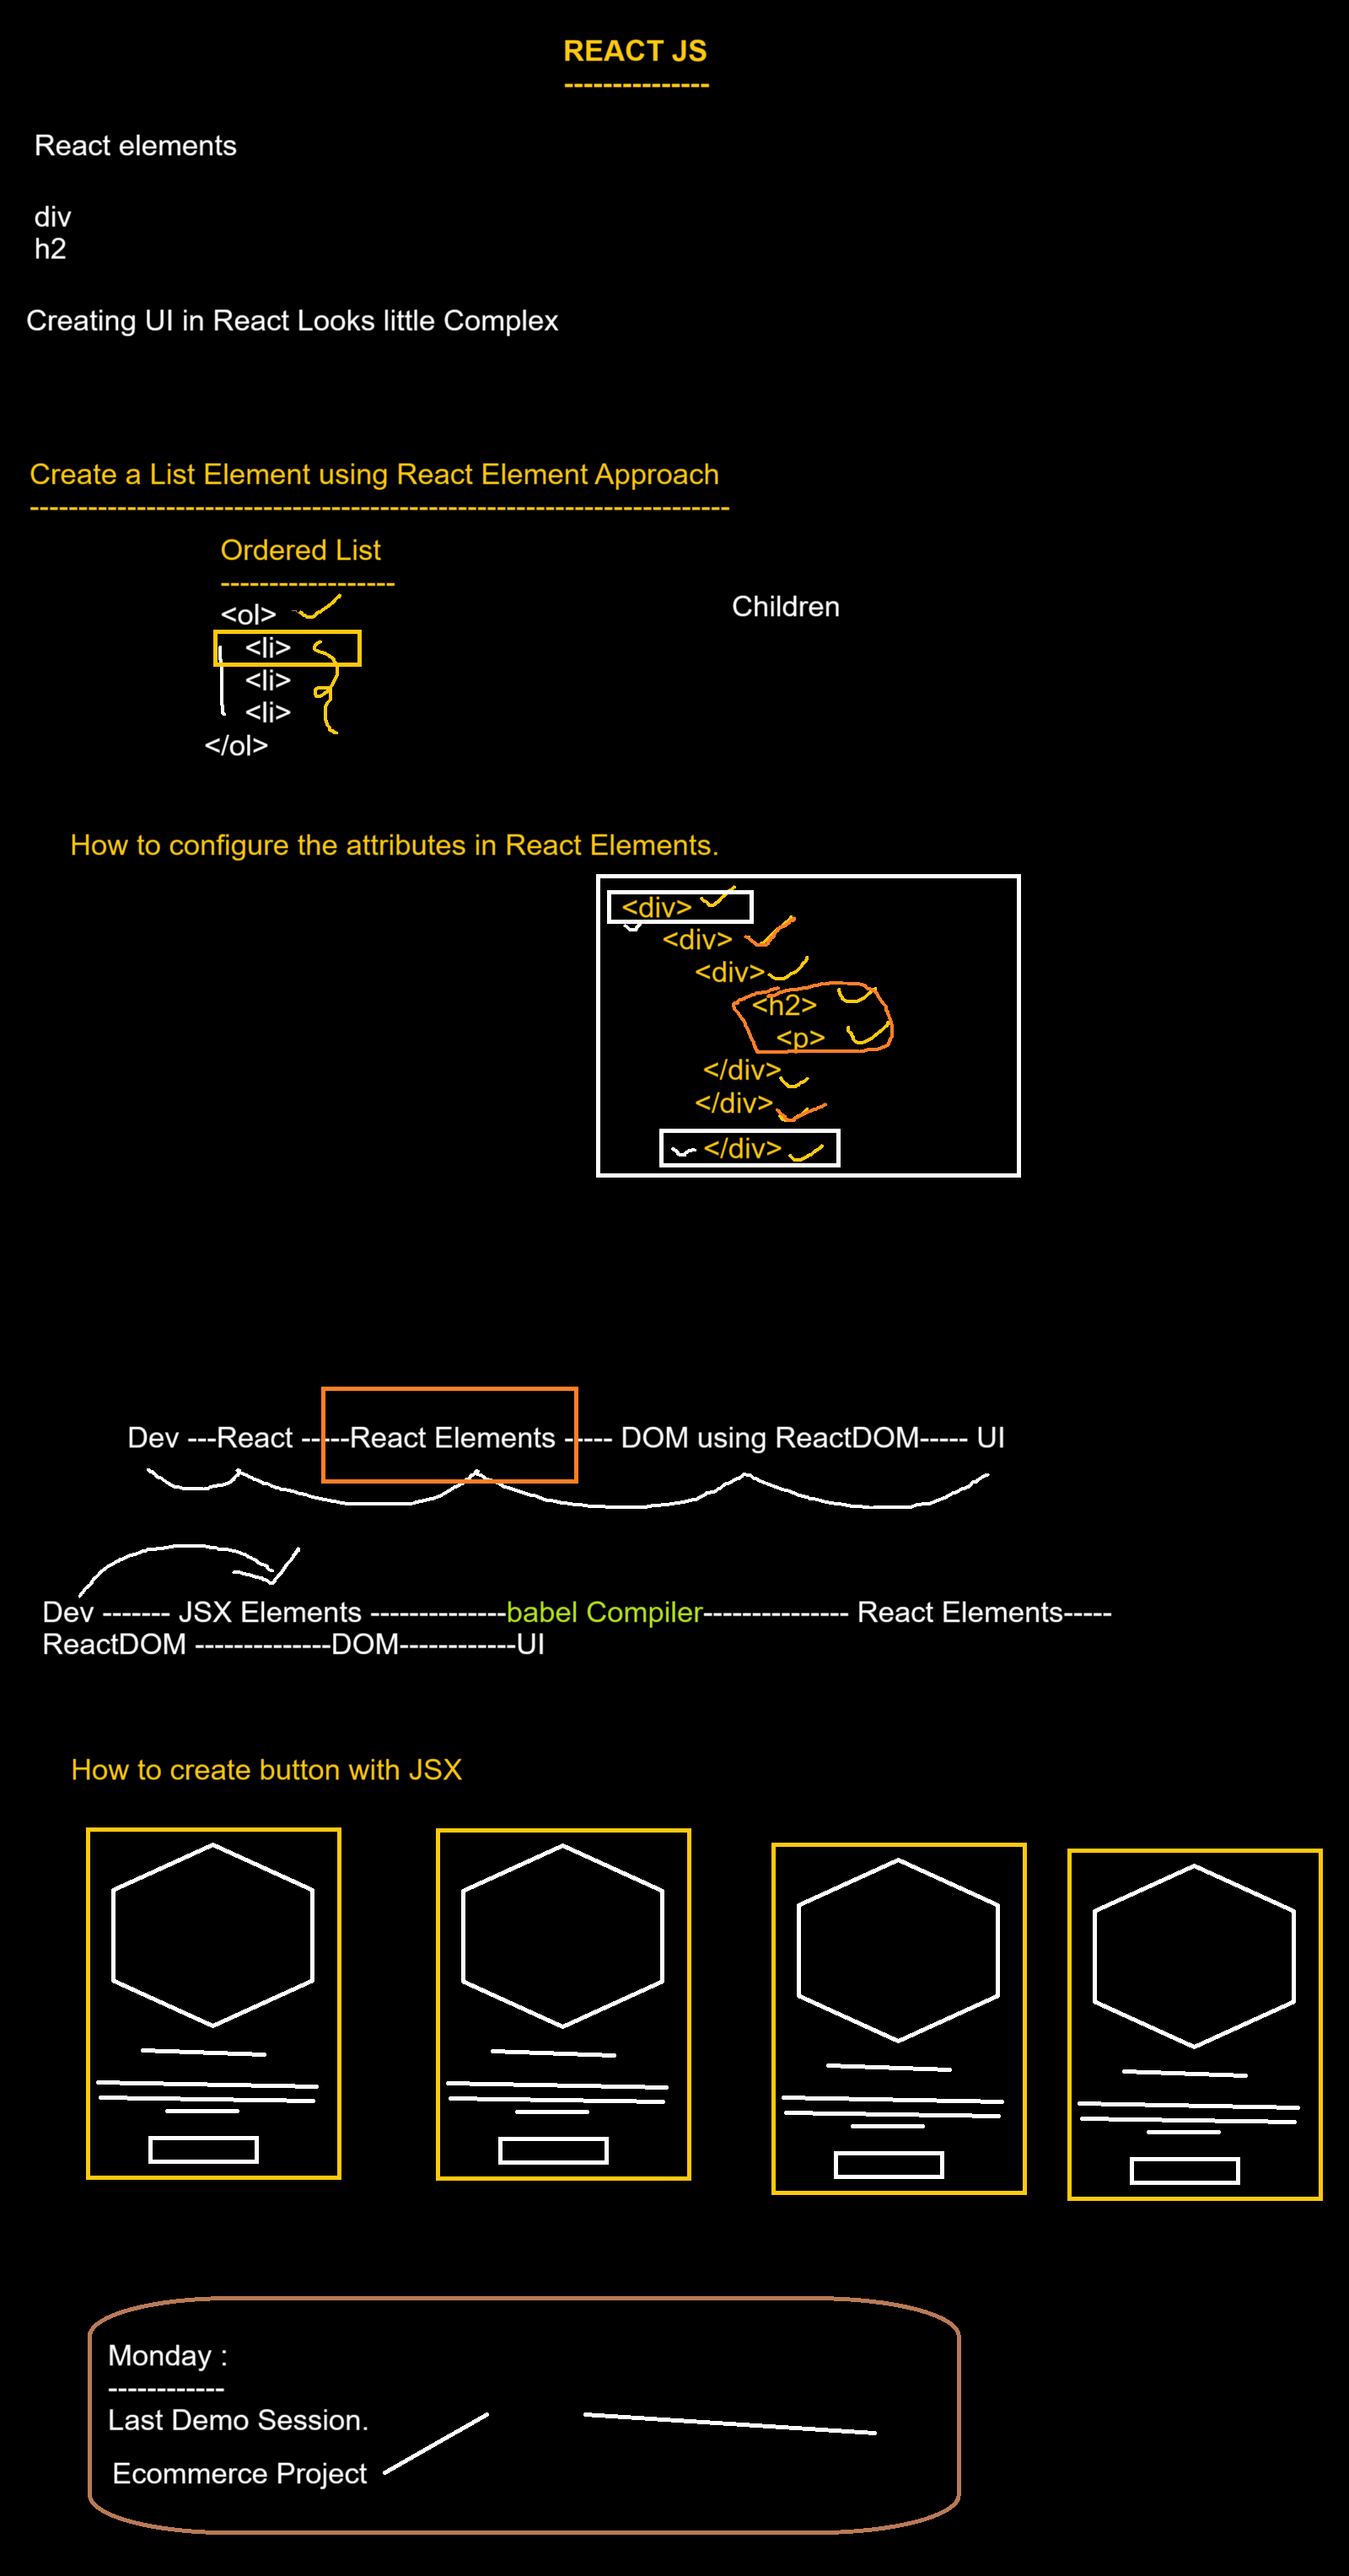 REACT JS
---------------
React elements
div
h2
Creating UI in React Looks little Complex
Create a List Element using React Element Approach
------------------------------------------------------------------------
Ordered List
------------------
<ol>
Children
<li>
<li>
<li>
</ol>
How to configure the attributes in React Elements.
<div>
<div>
<div>
<h2>
<p>
</div>
</div>
</div>
Dev ---React -----React Elements ----- DOM using ReactDOM----- UI
Dev ------- JSX Elements --------------babel Compiler--------------- React Elements-----
ReactDOM --------------DOM------------UI
How to create button with JSX
Monday :
------------
Last Demo Session.
Ecommerce Project